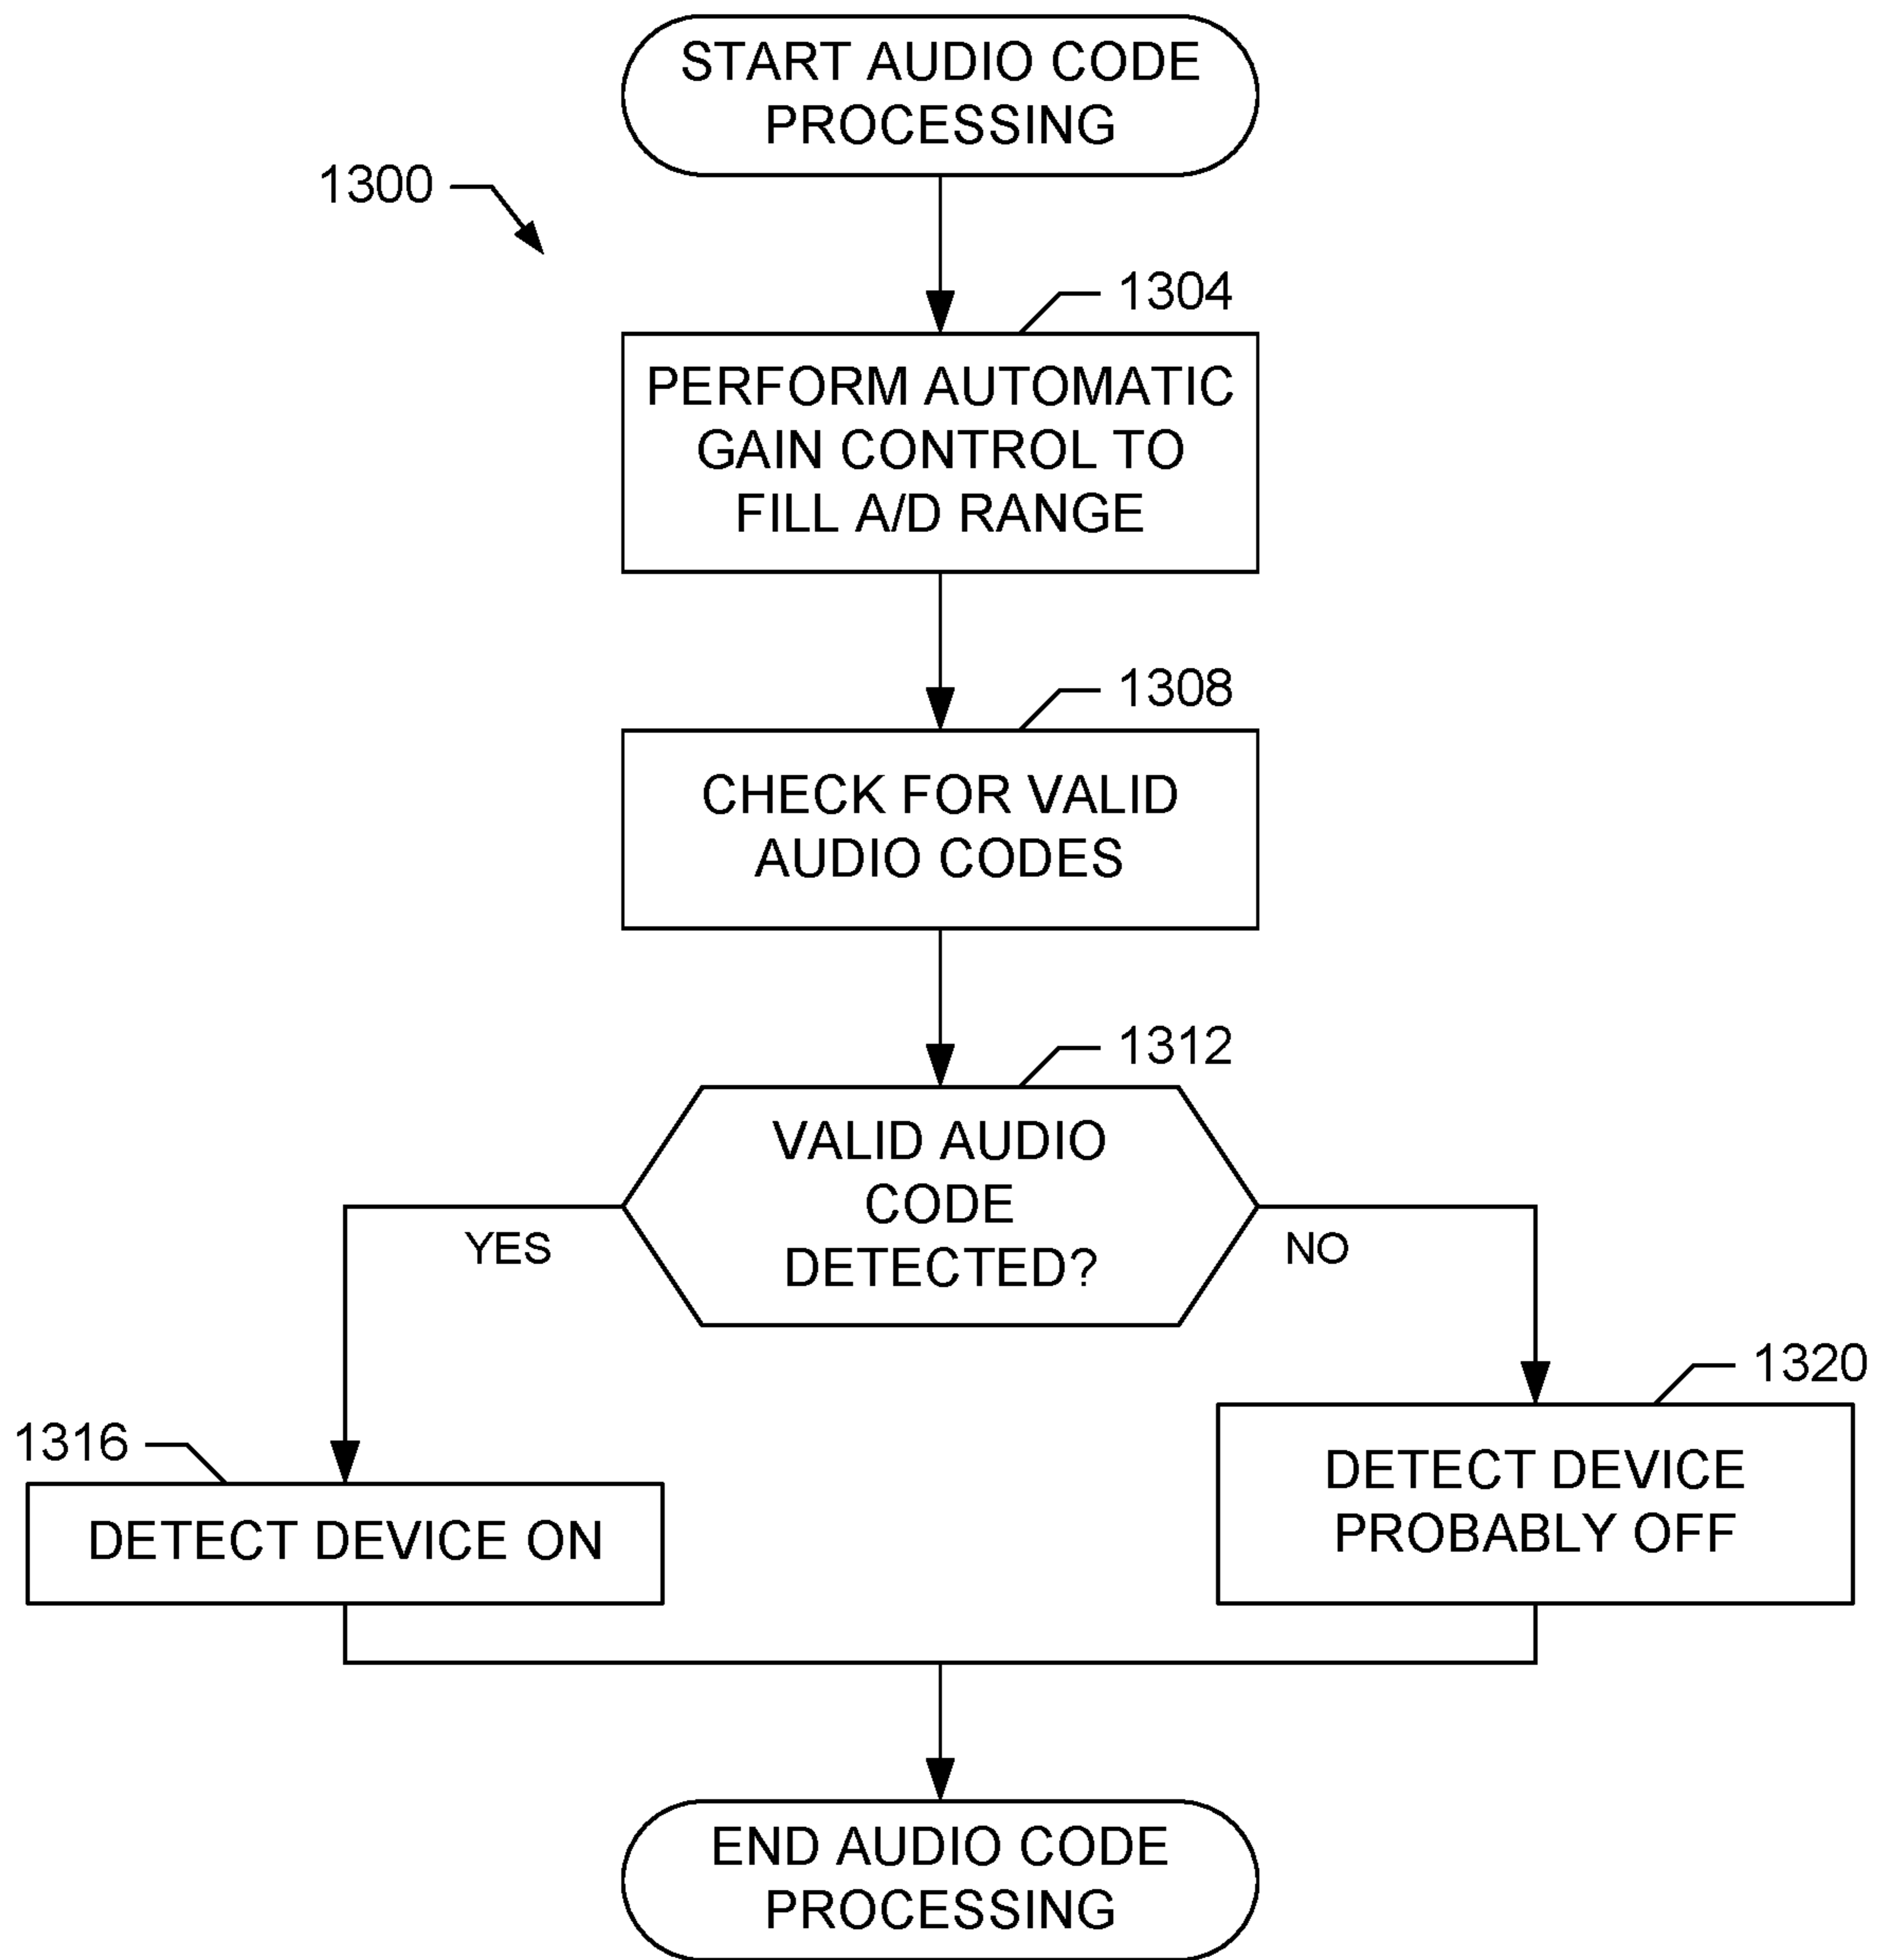 START AUDIO CODE
PROCESSING
1300
1304
PERFORM AUTOMATIC
GAIN CONTROL TO
FILL A/D RANGE
1308
CHECK FOR VALID
AUDIO CODES
1312
VALID AUDIO
CODE
DETECTED?
YES
NO
1316
DETECT DEVICE ON
1320
DETECT DEVICE
PROBABLY OFF
END AUDIO CODE
PROCESSING